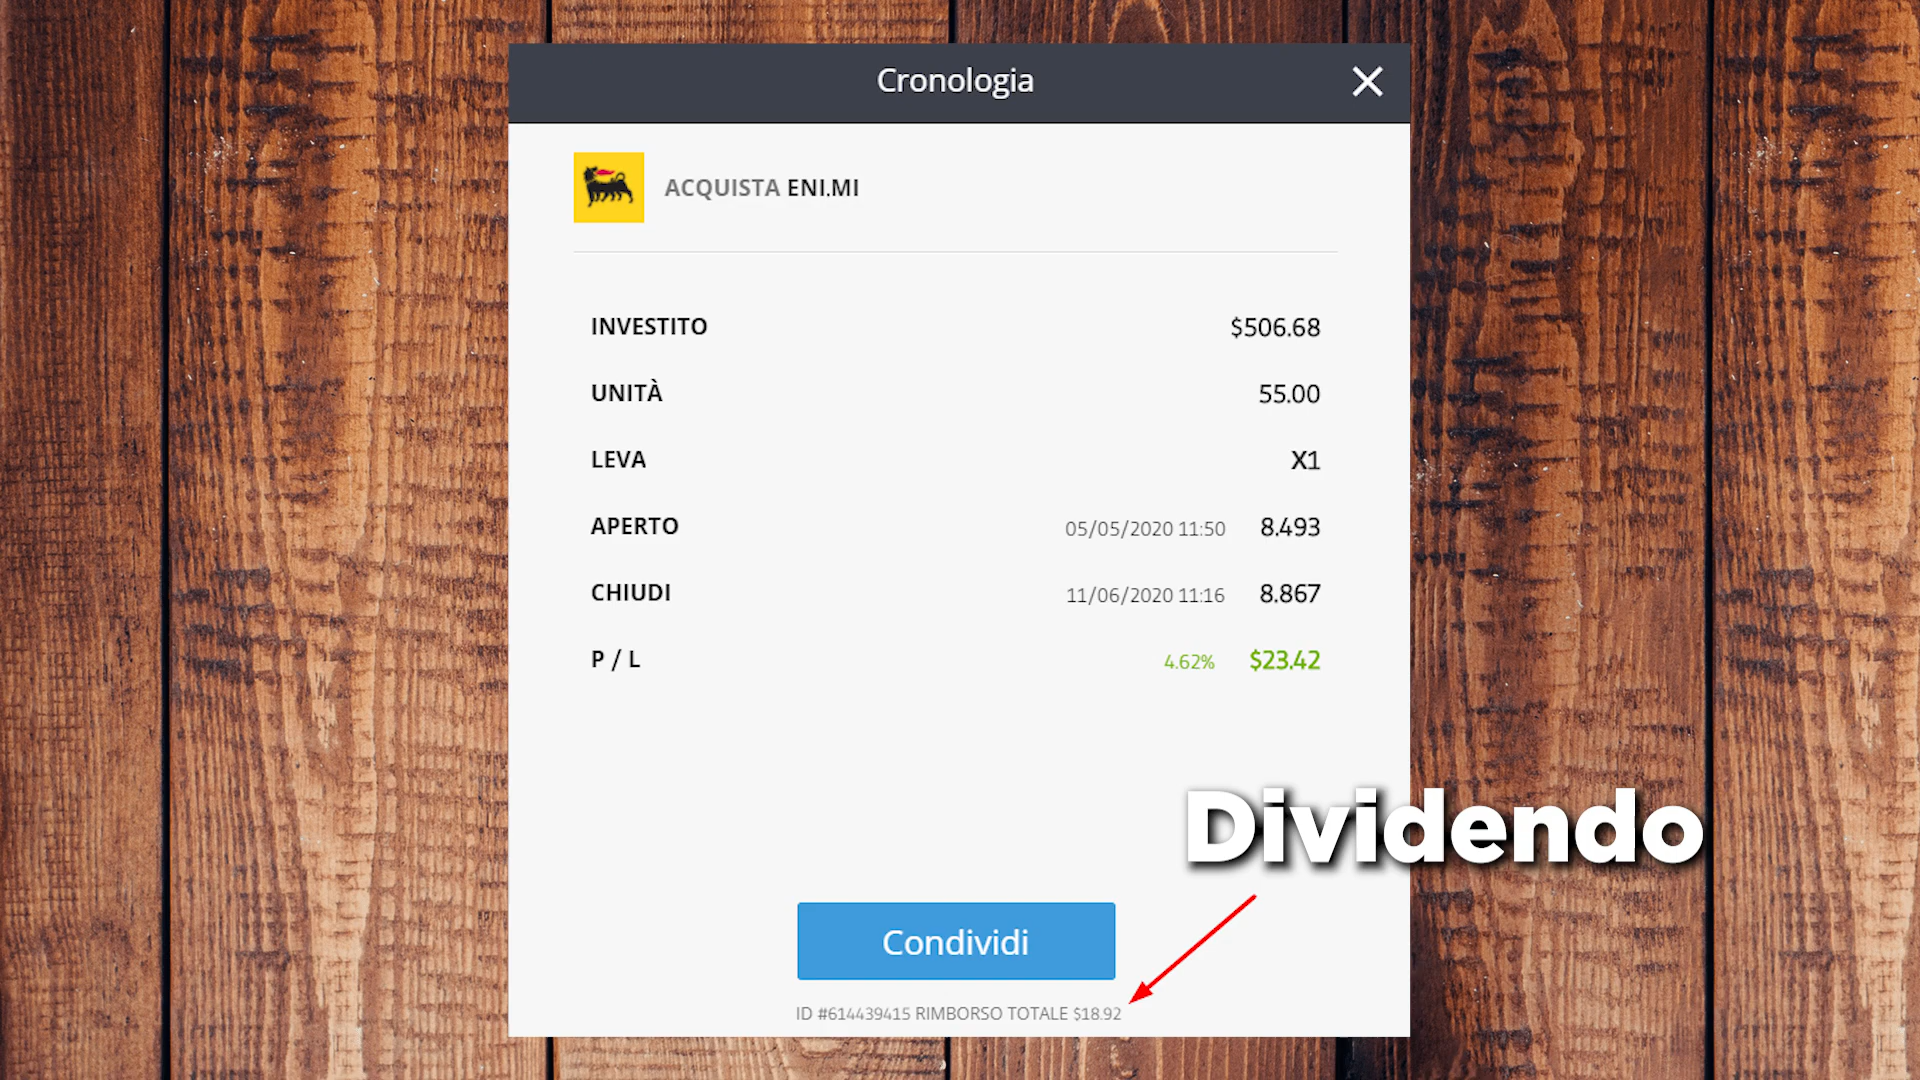 Cronologia
ACQUISTA ENI.MI
INVESTITO $506.68
UNITÀ 55.00
LEVA X1
APERTO 05/05/2020 11:50 8.493
CHIUDI 11/06/2020 11:16 8.867
P / L 4.62% $23.42
Dividendo
Condividi
ID #614439415 RIMBORSO TOTALE $18.92